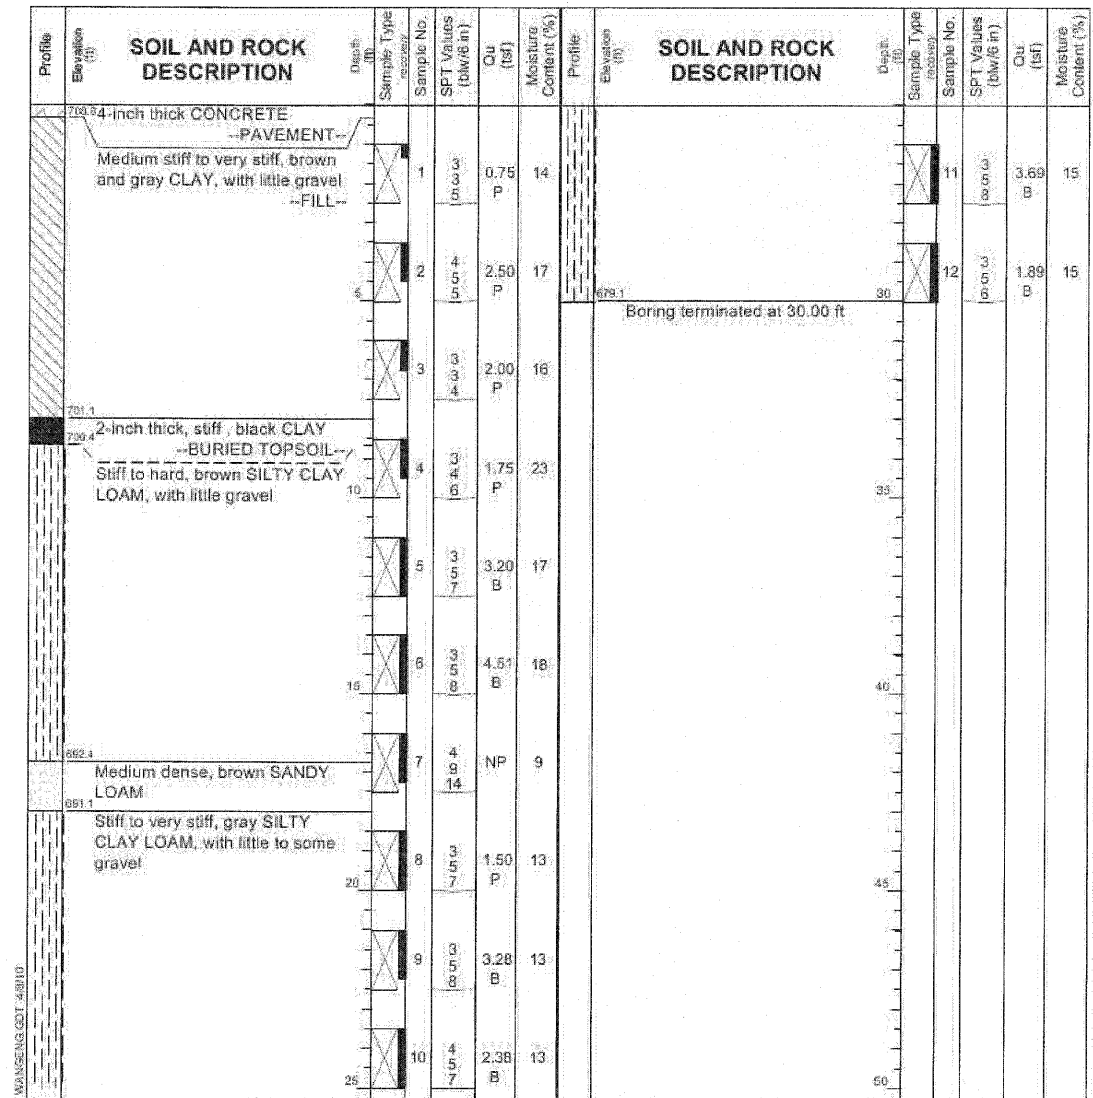 Profile
Elevation (ft)
SOIL AND ROCK DESCRIPTION
Depth (ft)
Sample Type
recovery
Sample No.
SPT Values (blw/6 in)
Qu (tsf)
Moisture Content (%)
4-inch thick CONCRETE
--PAVEMENT--
Medium stiff to very stiff, brown
and gray CLAY, with little gravel
--FILL--
1 3 3 5 0.75 P 14
2 4 5 5 2.50 P 17
5
3 3 3 4 2.00 P 16
701.1
2-inch thick, stiff , black CLAY
700.4
--BURIED TOPSOIL--
Stiff to hard, brown SILTY CLAY
LOAM, with little gravel
4 3 4 6 1.75 P 23
10
5 3 5 7 3.20 B 17
6 3 5 8 4.51 B 18
15
692.4
Medium dense, brown SANDY
LOAM
7 4 9 14 NP 9
691.1
Stiff to very stiff, gray SILTY
CLAY LOAM, with little to some
gravel
8 3 5 7 1.50 P 13
20
9 3 5 8 3.28 B 13
10 4 5 7 2.38 B 13
25
WANGENG.GDT 4/8/10
Profile
Elevation (ft)
SOIL AND ROCK DESCRIPTION
Depth (ft)
Sample Type
recovery
Sample No.
SPT Values (blw/6 in)
Qu (tsf)
Moisture Content (%)
11 3 5 8 3.69 B 15
12 3 5 6 1.89 B 15
679.1
30
Boring terminated at 30.00 ft
35
40
45
50